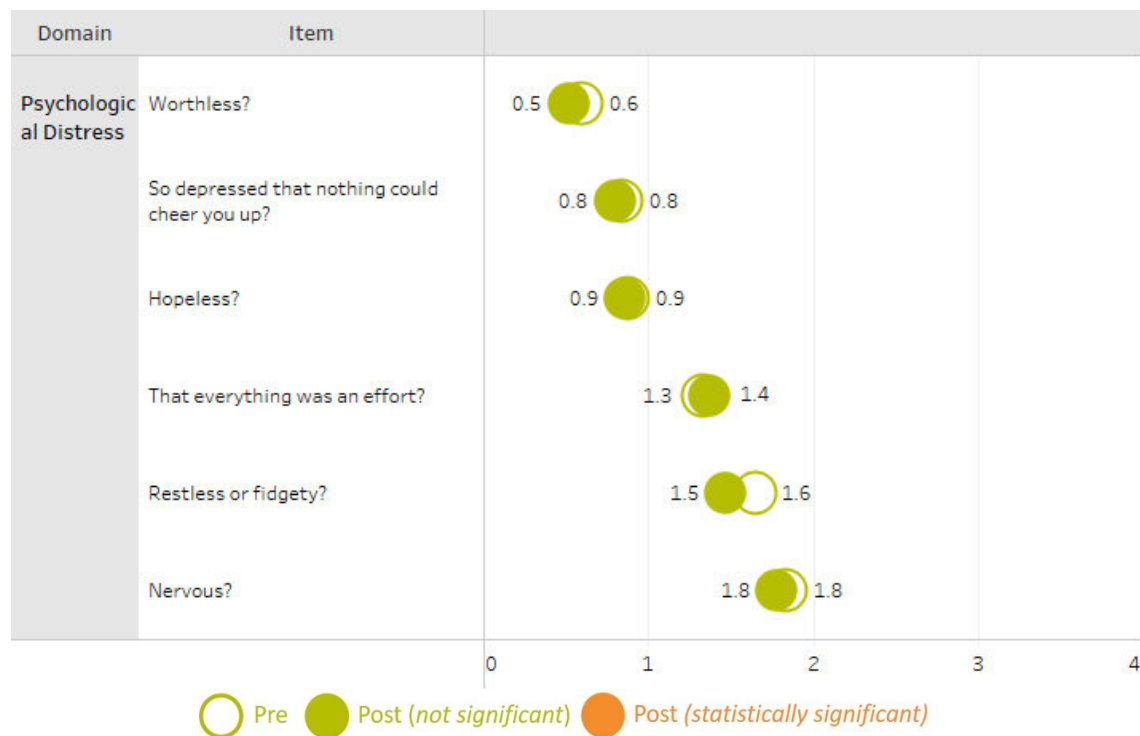 Domain Item
Psychologic
al Distress
Worthless?
0.5 0.6
So depressed that nothing could
cheer you up?
0.8 0.8
Hopeless?
0.9 0.9
That everything was an effort?
1.3 1.4
Restless or fidgety?
1.5 1.6
Nervous?
1.8 1.8
0 1 2 3 4
Pre Post (not significant) Post (statistically significant)